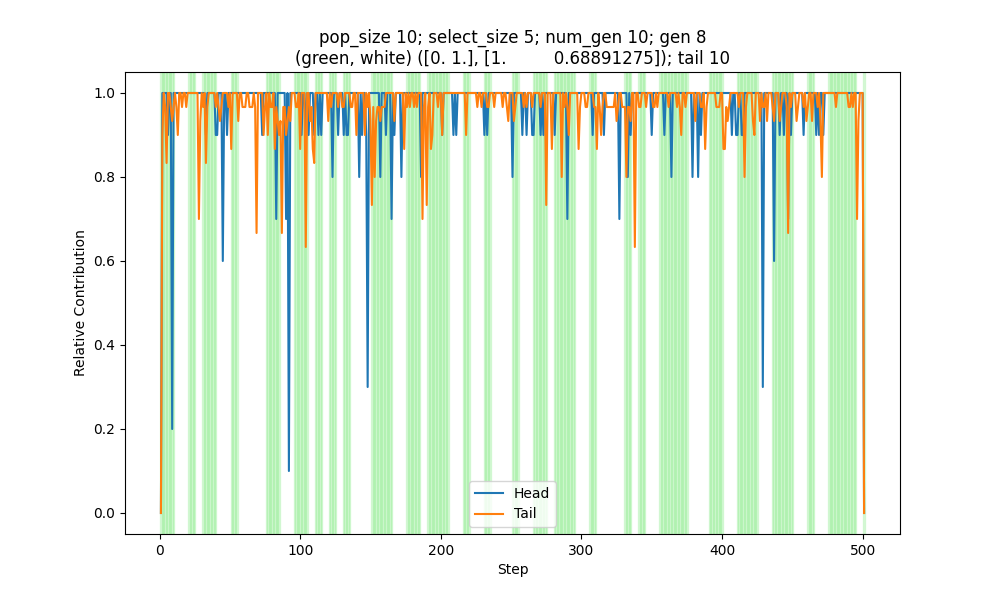 pop_size 10; select_size 5; num_gen 10; gen 8
(green, white) ([0. 1.], [1.          0.68891275]); tail 10
Relative Contribution
1.0
0.8
0.6
0.4
0.2
0.0
Head
Tail
0 100 200 300 400 500
Step